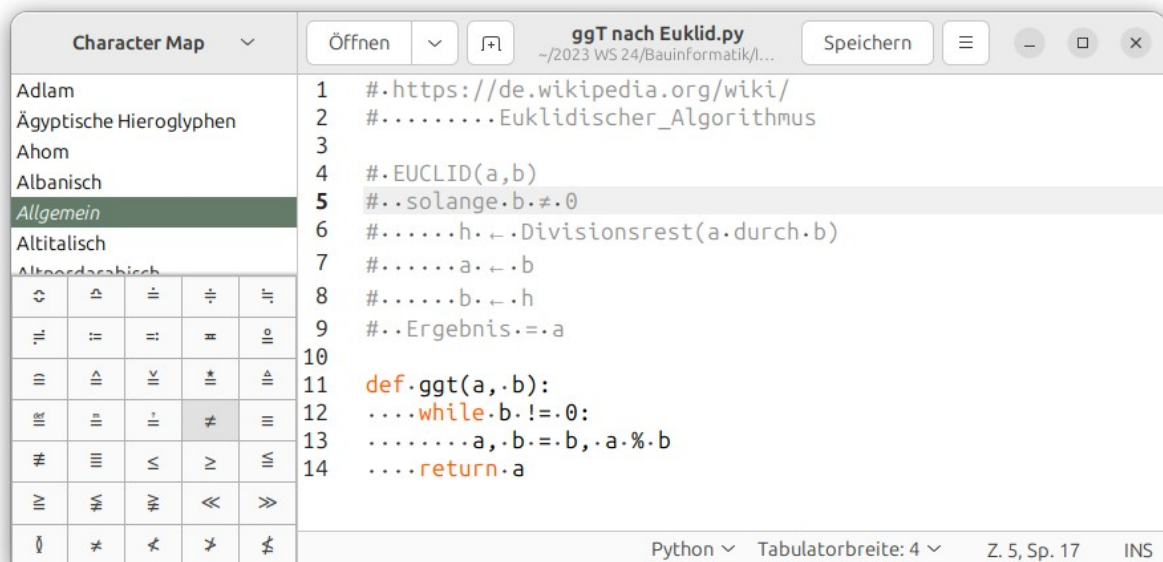 Character Map
Öffnen
ggT nach Euklid.py
~/2023 WS 24/Bauinformatik/I…
Speichern
Adlam
Ägyptische Hieroglyphen
Ahom
Albanisch
Allgemein
Altitalisch
Altnordarabisch
≎ ≏ ≐ ≑ ≒
≓ ≔ ≕ ≖ ≗
≘ ≙ ≚ ≛ ≜
≝ ≞ ≟ ≠ ≡
≢ ≣ ≤ ≥ ≦
≧ ≨ ≩ ≪ ≫
≬ ≭ ≮ ≯ ≰
1 #·https://de.wikipedia.org/wiki/
2 #·········Euklidischer_Algorithmus
3
4 #·EUCLID(a,b)
5 #··solange·b·≠·0
6 #······h·←·Divisionsrest(a·durch·b)
7 #······a·←·b
8 #······b·←·h
9 #··Ergebnis·=·a
10
11 def·ggt(a,·b):
12 ····while·b·!=·0:
13 ········a,·b·=·b,·a·%·b
14 ····return·a
Python Tabulatorbreite: 4 Z. 5, Sp. 17 INS